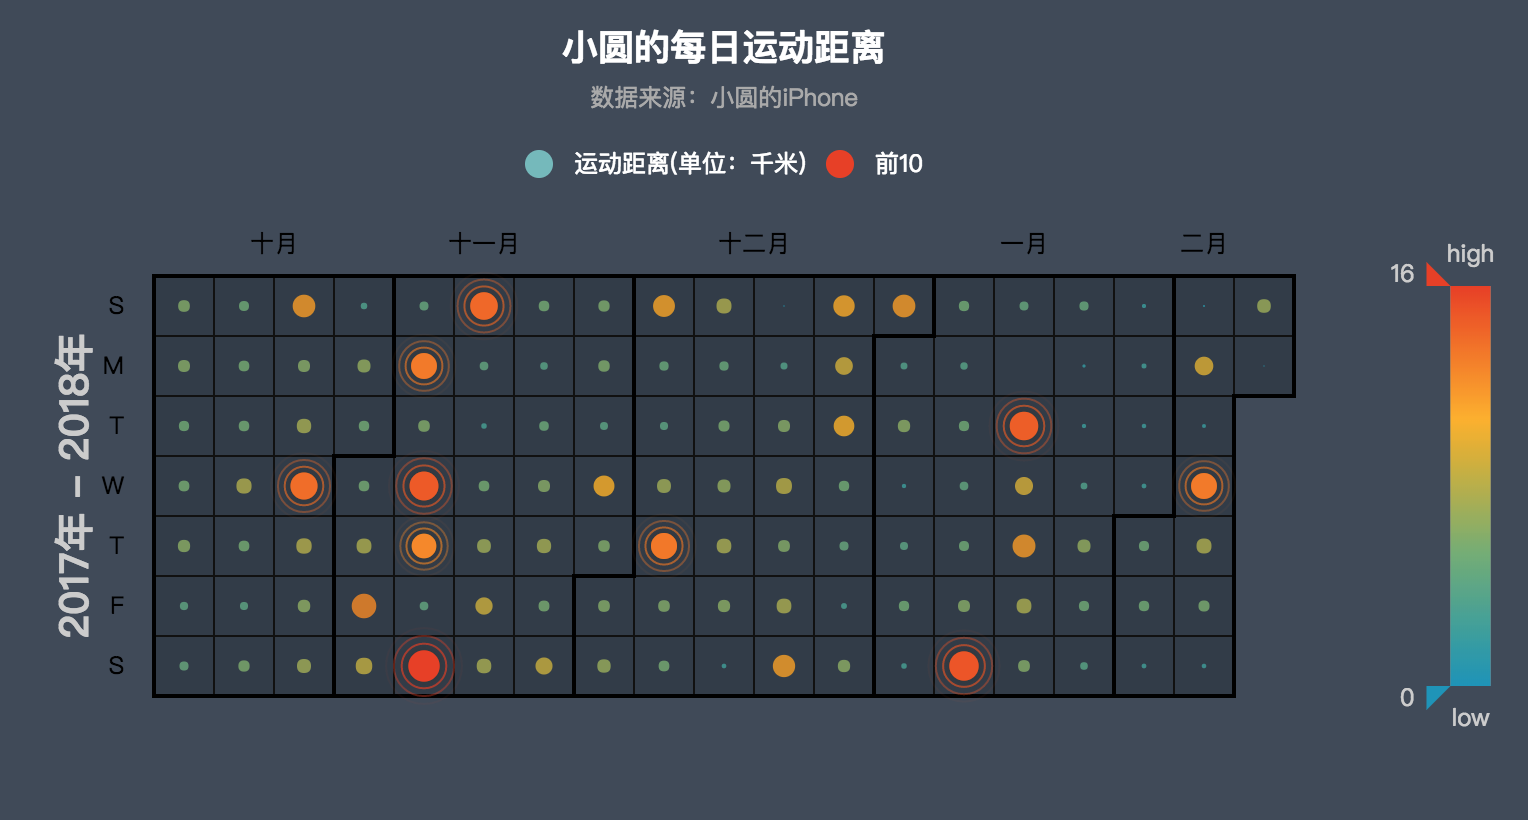 小圆的每日运动距离
数据来源：小圆的iPhone
运动距离(单位：千米)
前10
十月
十一月
十二月
一月
二月
S
M
T
W
T
F
S
2017年 – 2018年
high
16
0
low